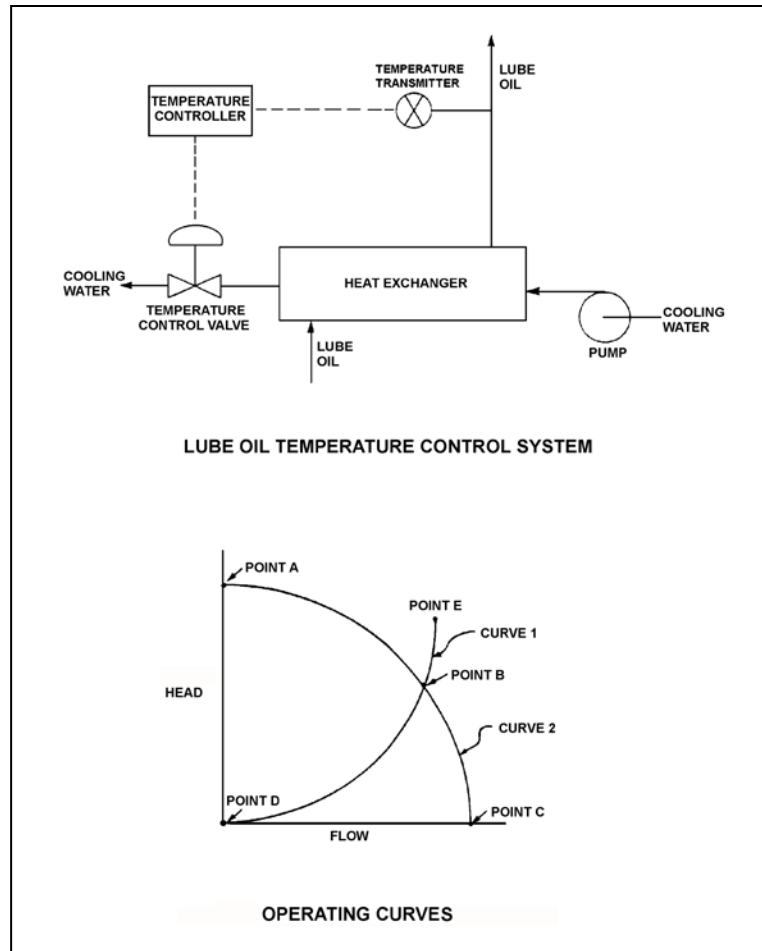 LUBE
OIL
TEMPERATURE
TRANSMITTER
TEMPERATURE
CONTROLLER
HEAT EXCHANGER
COOLING
WATER
TEMPERATURE
CONTROL VALVE
COOLING
WATER
PUMP
LUBE
OIL
LUBE OIL TEMPERATURE CONTROL SYSTEM
POINT A
POINT E
CURVE 1
POINT B
HEAD
CURVE 2
POINT D
POINT C
FLOW
OPERATING CURVES